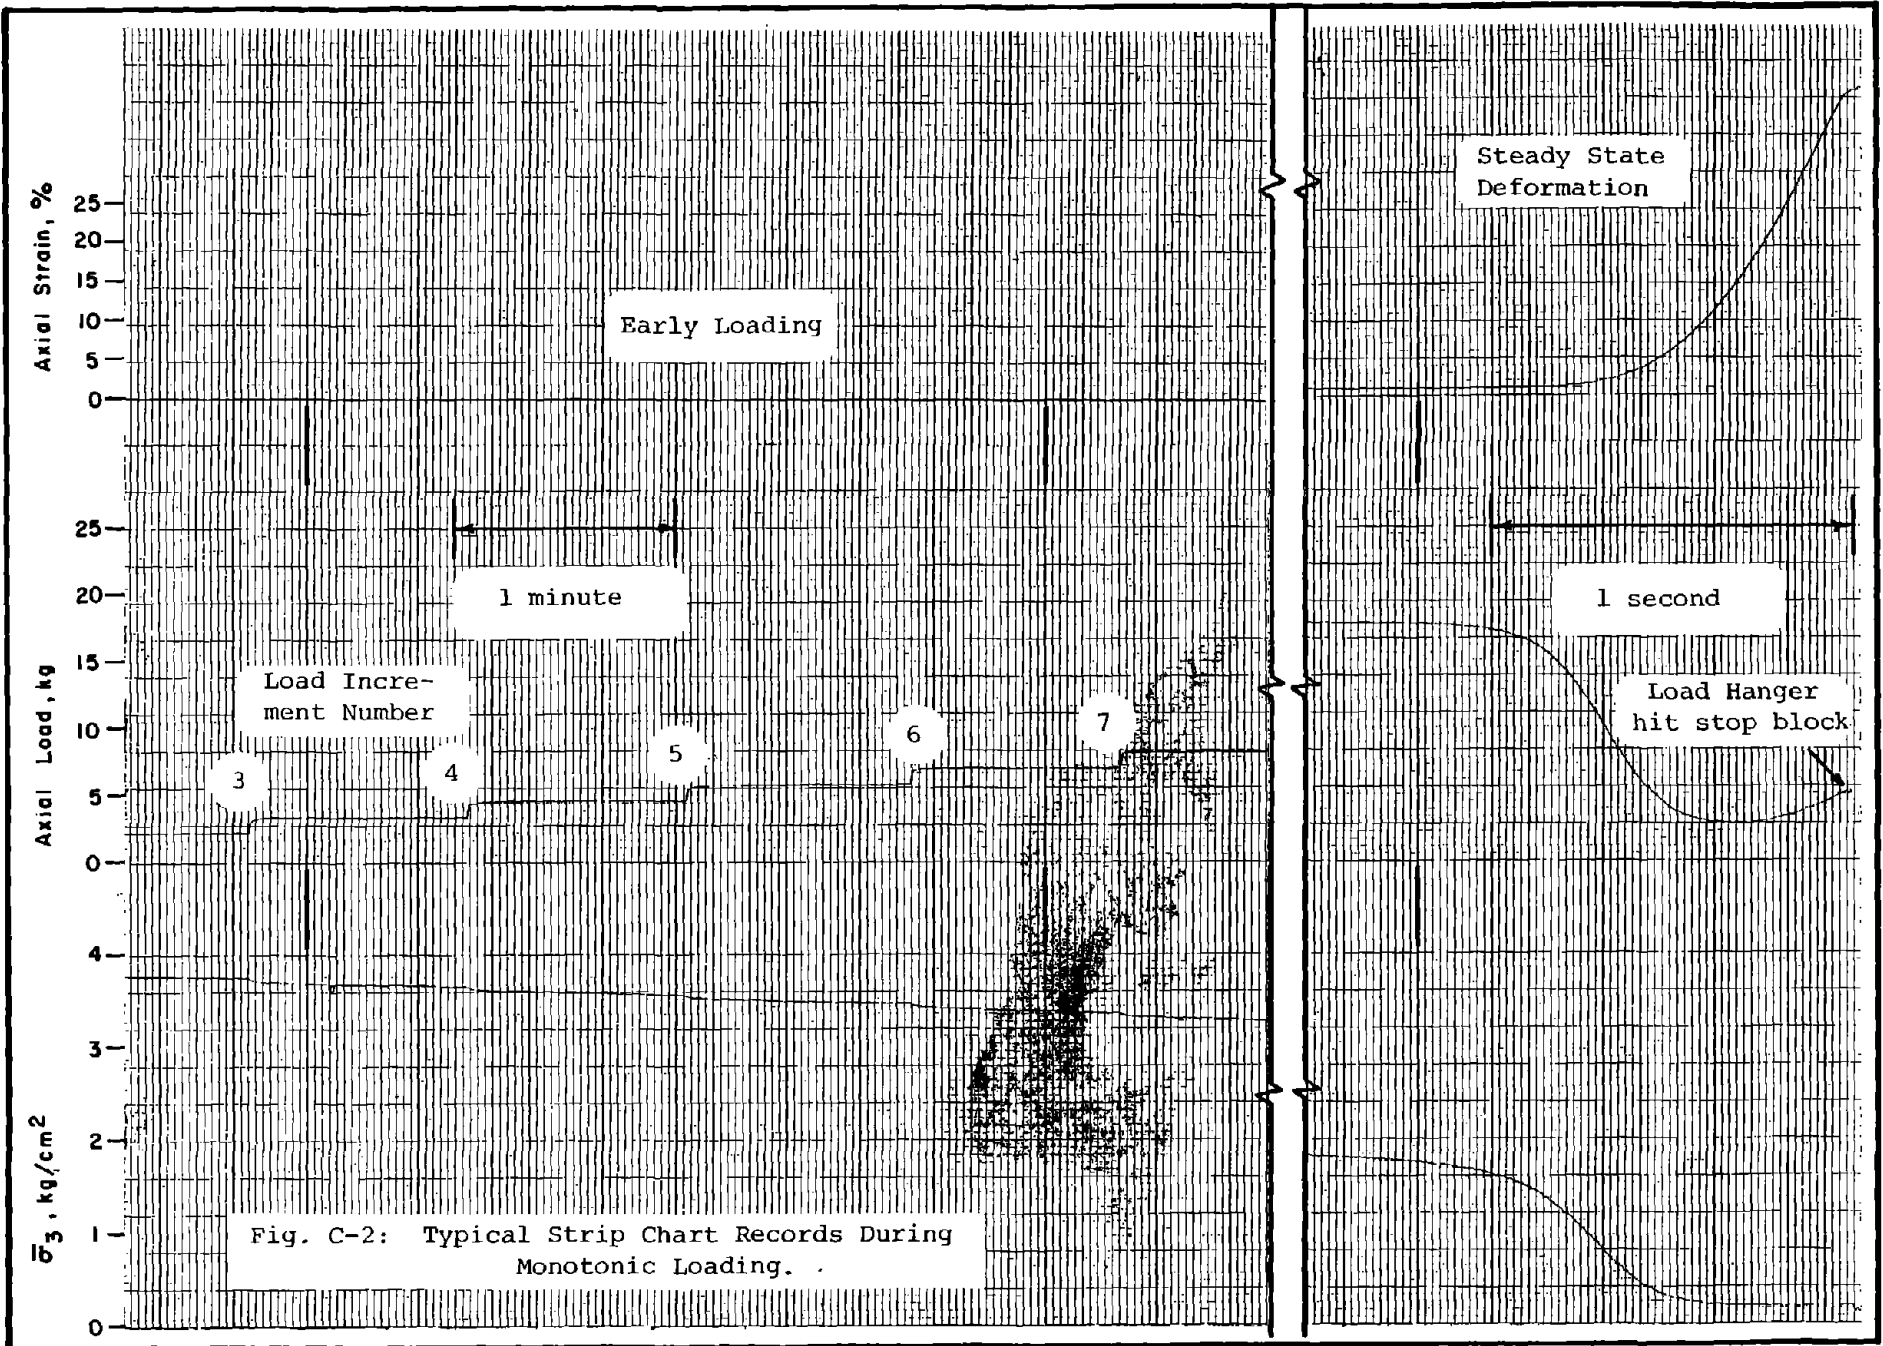 Axial Strain, %
25
20
15
10
5
0
Early Loading
Steady State
Deformation
Axial Load, kg
25
20
15
10
5
0
1 minute
1 second
Load Incre-
ment Number
3
4
5
6
7
Load Hanger
hit stop block
σ̄3, kg/cm2
4
3
2
1
0
Fig. C-2: Typical Strip Chart Records During
Monotonic Loading.